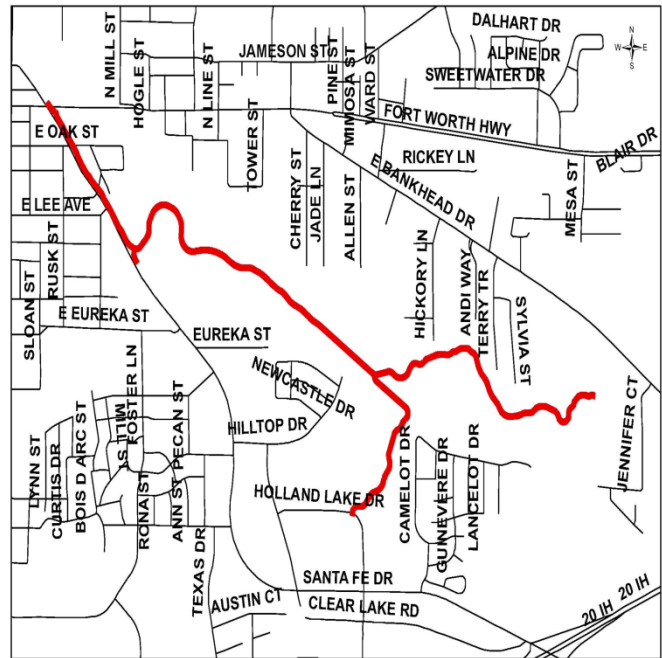 DALHART DR
N MILL ST
HOGLE ST
N LINE ST
JAMESON ST
PINE ST
MIMOSA ST
WARD ST
ALPINE DR
SWEETWATER DR
N
W
E
S
FORT WORTH HWY
E OAK ST
TOWER ST
RICKEY LN
BLAIR DR
E BANKHEAD DR
MESA ST
CHERRY ST
JADE LN
ALLEN ST
E LEE AVE
RUSK ST
SLOAN ST
HICKORY LN
ANDI WAY
TERRY TR
SYLVIA ST
E EUREKA ST
EUREKA ST
NEWCASTLE DR
HILLTOP DR
FOSTER LN
MILL ST
PECAN ST
ANN ST
RONA ST
LYNN ST
CURTIS DR
BOIS D ARC ST
HOLLAND LAKE DR
CAMELOT DR
GUINEVERE DR
LANCELOT DR
JENNIFER CT
TEXAS DR
SANTA FE DR
AUSTIN CT
CLEAR LAKE RD
20 IH
20 IH